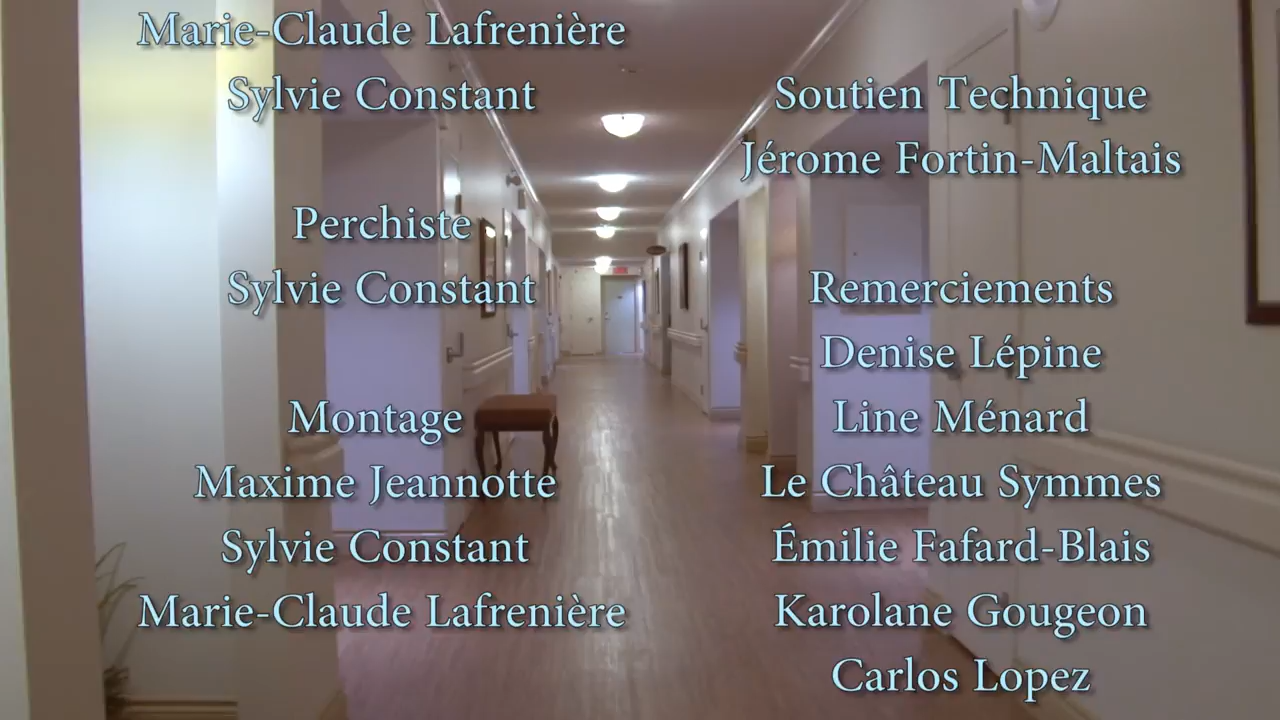 Marie-Claude Lafrenière
Sylvie Constant
Perchiste
Sylvie Constant
Montage
Maxime Jeannotte
Sylvie Constant
Marie-Claude Lafrenière
Soutien Technique
Jérome Fortin-Maltais
Remerciements
Denise Lépine
Line Ménard
Le Château Symmes
Émilie Fafard-Blais
Karolane Gougeon
Carlos Lopez